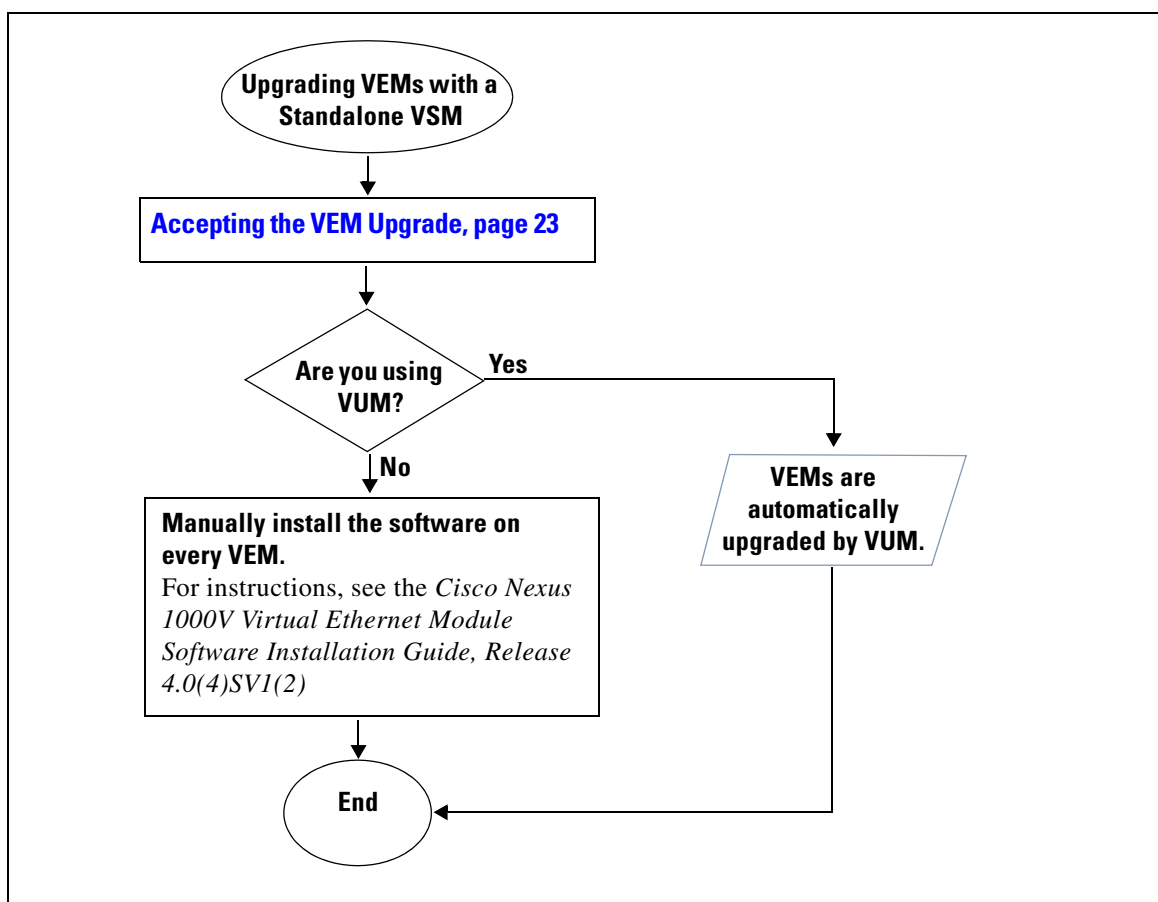 Upgrading VEMs with a
Standalone VSM
Accepting the VEM Upgrade, page 23
Are you using
VUM?
Yes
No
VEMs are
automatically
upgraded by VUM.
Manually install the software on
every VEM.
For instructions, see the Cisco Nexus
1000V Virtual Ethernet Module
Software Installation Guide, Release
4.0(4)SV1(2)
End